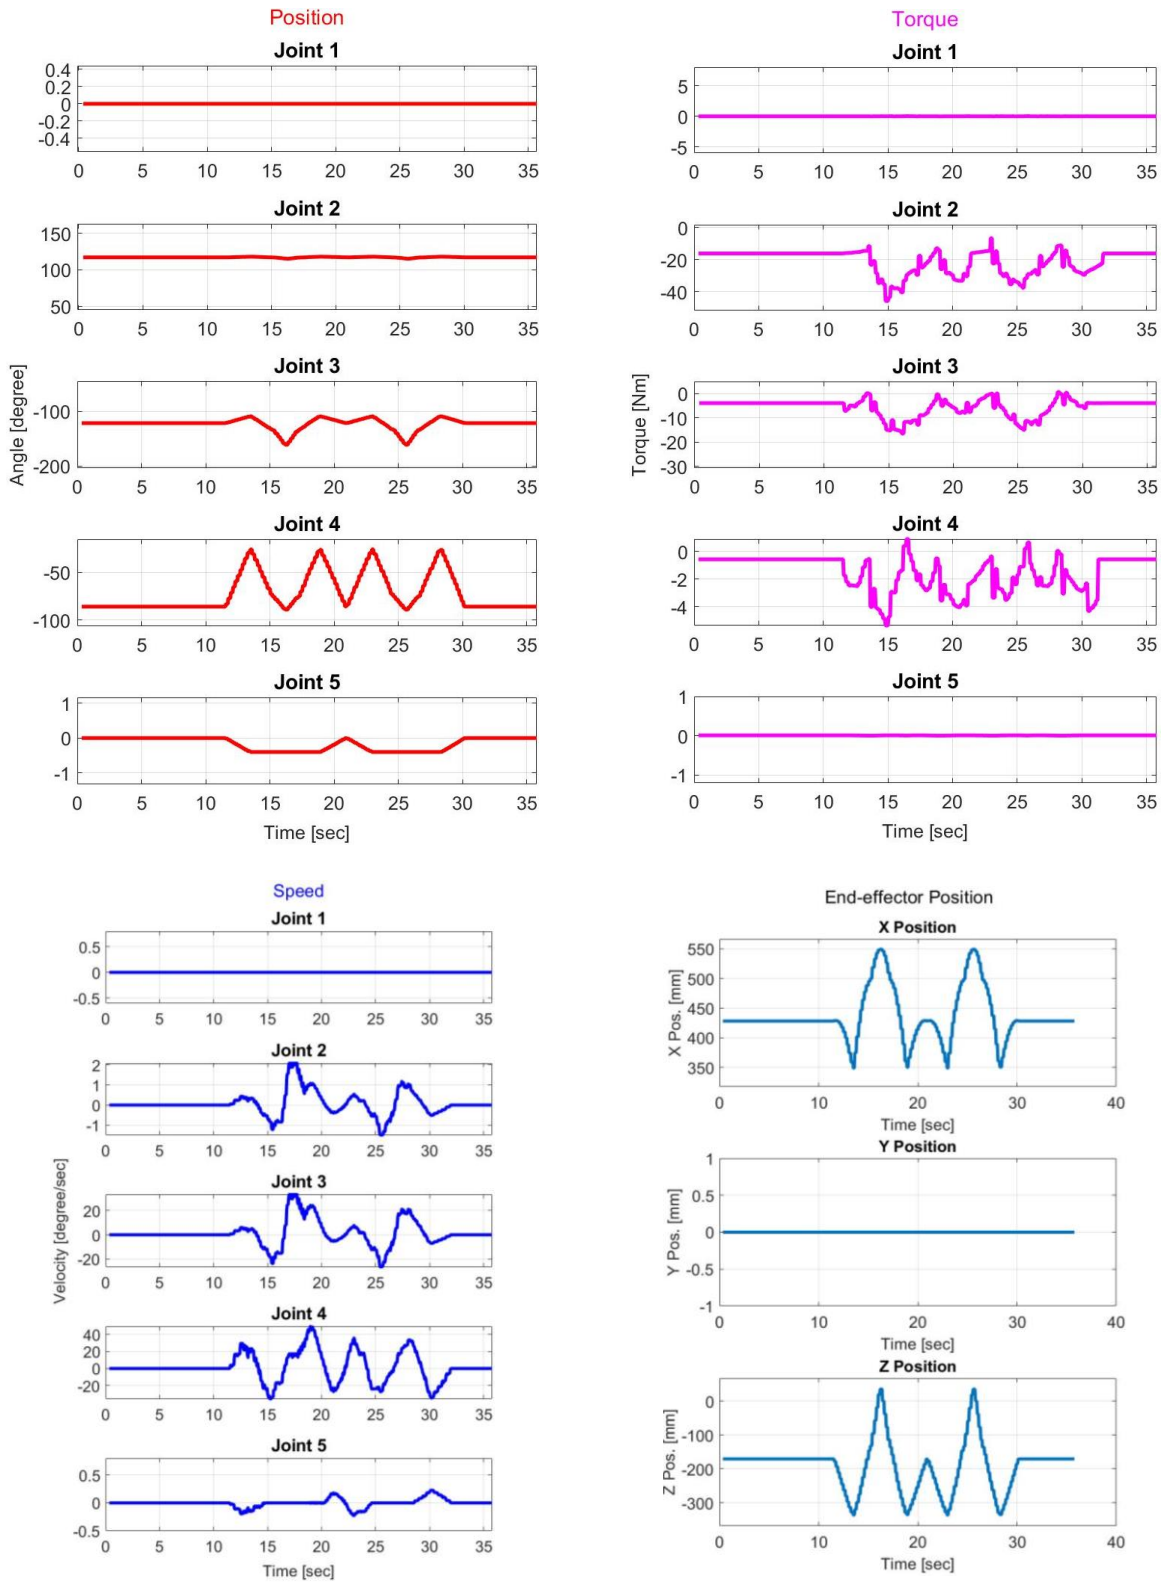 Position
Joint 1
0.4
0.2
0
-0.2
-0.4
0 5 10 15 20 25 30 35
Joint 2
150
100
50
0 5 10 15 20 25 30 35
Joint 3
-100
-200
0 5 10 15 20 25 30 35
Angle [degree]
Joint 4
-50
-100
0 5 10 15 20 25 30 35
Joint 5
1
0
-1
0 5 10 15 20 25 30 35
Time [sec]
Torque
Joint 1
5
0
-5
0 5 10 15 20 25 30 35
Joint 2
0
-20
-40
0 5 10 15 20 25 30 35
Joint 3
0
-10
-20
-30
0 5 10 15 20 25 30 35
Torque [Nm]
Joint 4
0
-2
-4
0 5 10 15 20 25 30 35
Joint 5
1
0
-1
0 5 10 15 20 25 30 35
Time [sec]
Speed
Joint 1
0.5
0
-0.5
0 5 10 15 20 25 30 35
Joint 2
2
1
0
-1
0 5 10 15 20 25 30 35
Joint 3
20
0
-20
0 5 10 15 20 25 30 35
Velocity [degree/sec]
Joint 4
40
20
0
-20
0 5 10 15 20 25 30 35
Joint 5
0.5
0
-0.5
0 5 10 15 20 25 30 35
Time [sec]
End-effector Position
X Position
X Pos. [mm]
550
500
450
400
350
0 10 20 30 40
Time [sec]
Y Position
Y Pos. [mm]
1
0.5
0
-0.5
-1
0 10 20 30 40
Time [sec]
Z Position
Z Pos. [mm]
0
-100
-200
-300
0 10 20 30 40
Time [sec]